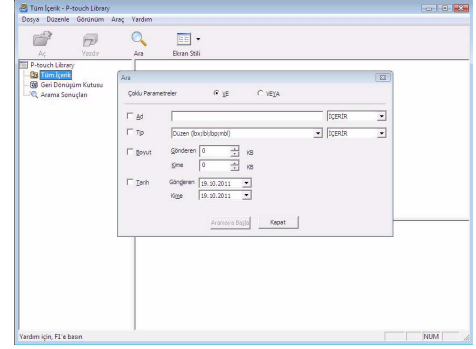 Tüm İçerik - P-touch Library
Dosya Düzenle Görünüm Araç Yardım
Aç Yazdır Ara Ekran Stili
P-touch Library
Tüm İçerik
Geri Dönüşüm Kutusu
Arama Sonuçları
Ara
Çoklu Parametreler VE VEYA
Ad İÇERİR
Tip Düzen (lbx;lbl;lbp;mbl) İÇERİR
Boyut Gönderen 0 KB
Kime 0 KB
Tarih Gönderen 19.10.2011
Kime 19.10.2011
Aramaya Başla Kapat
Yardım için, F1'e basın NUM